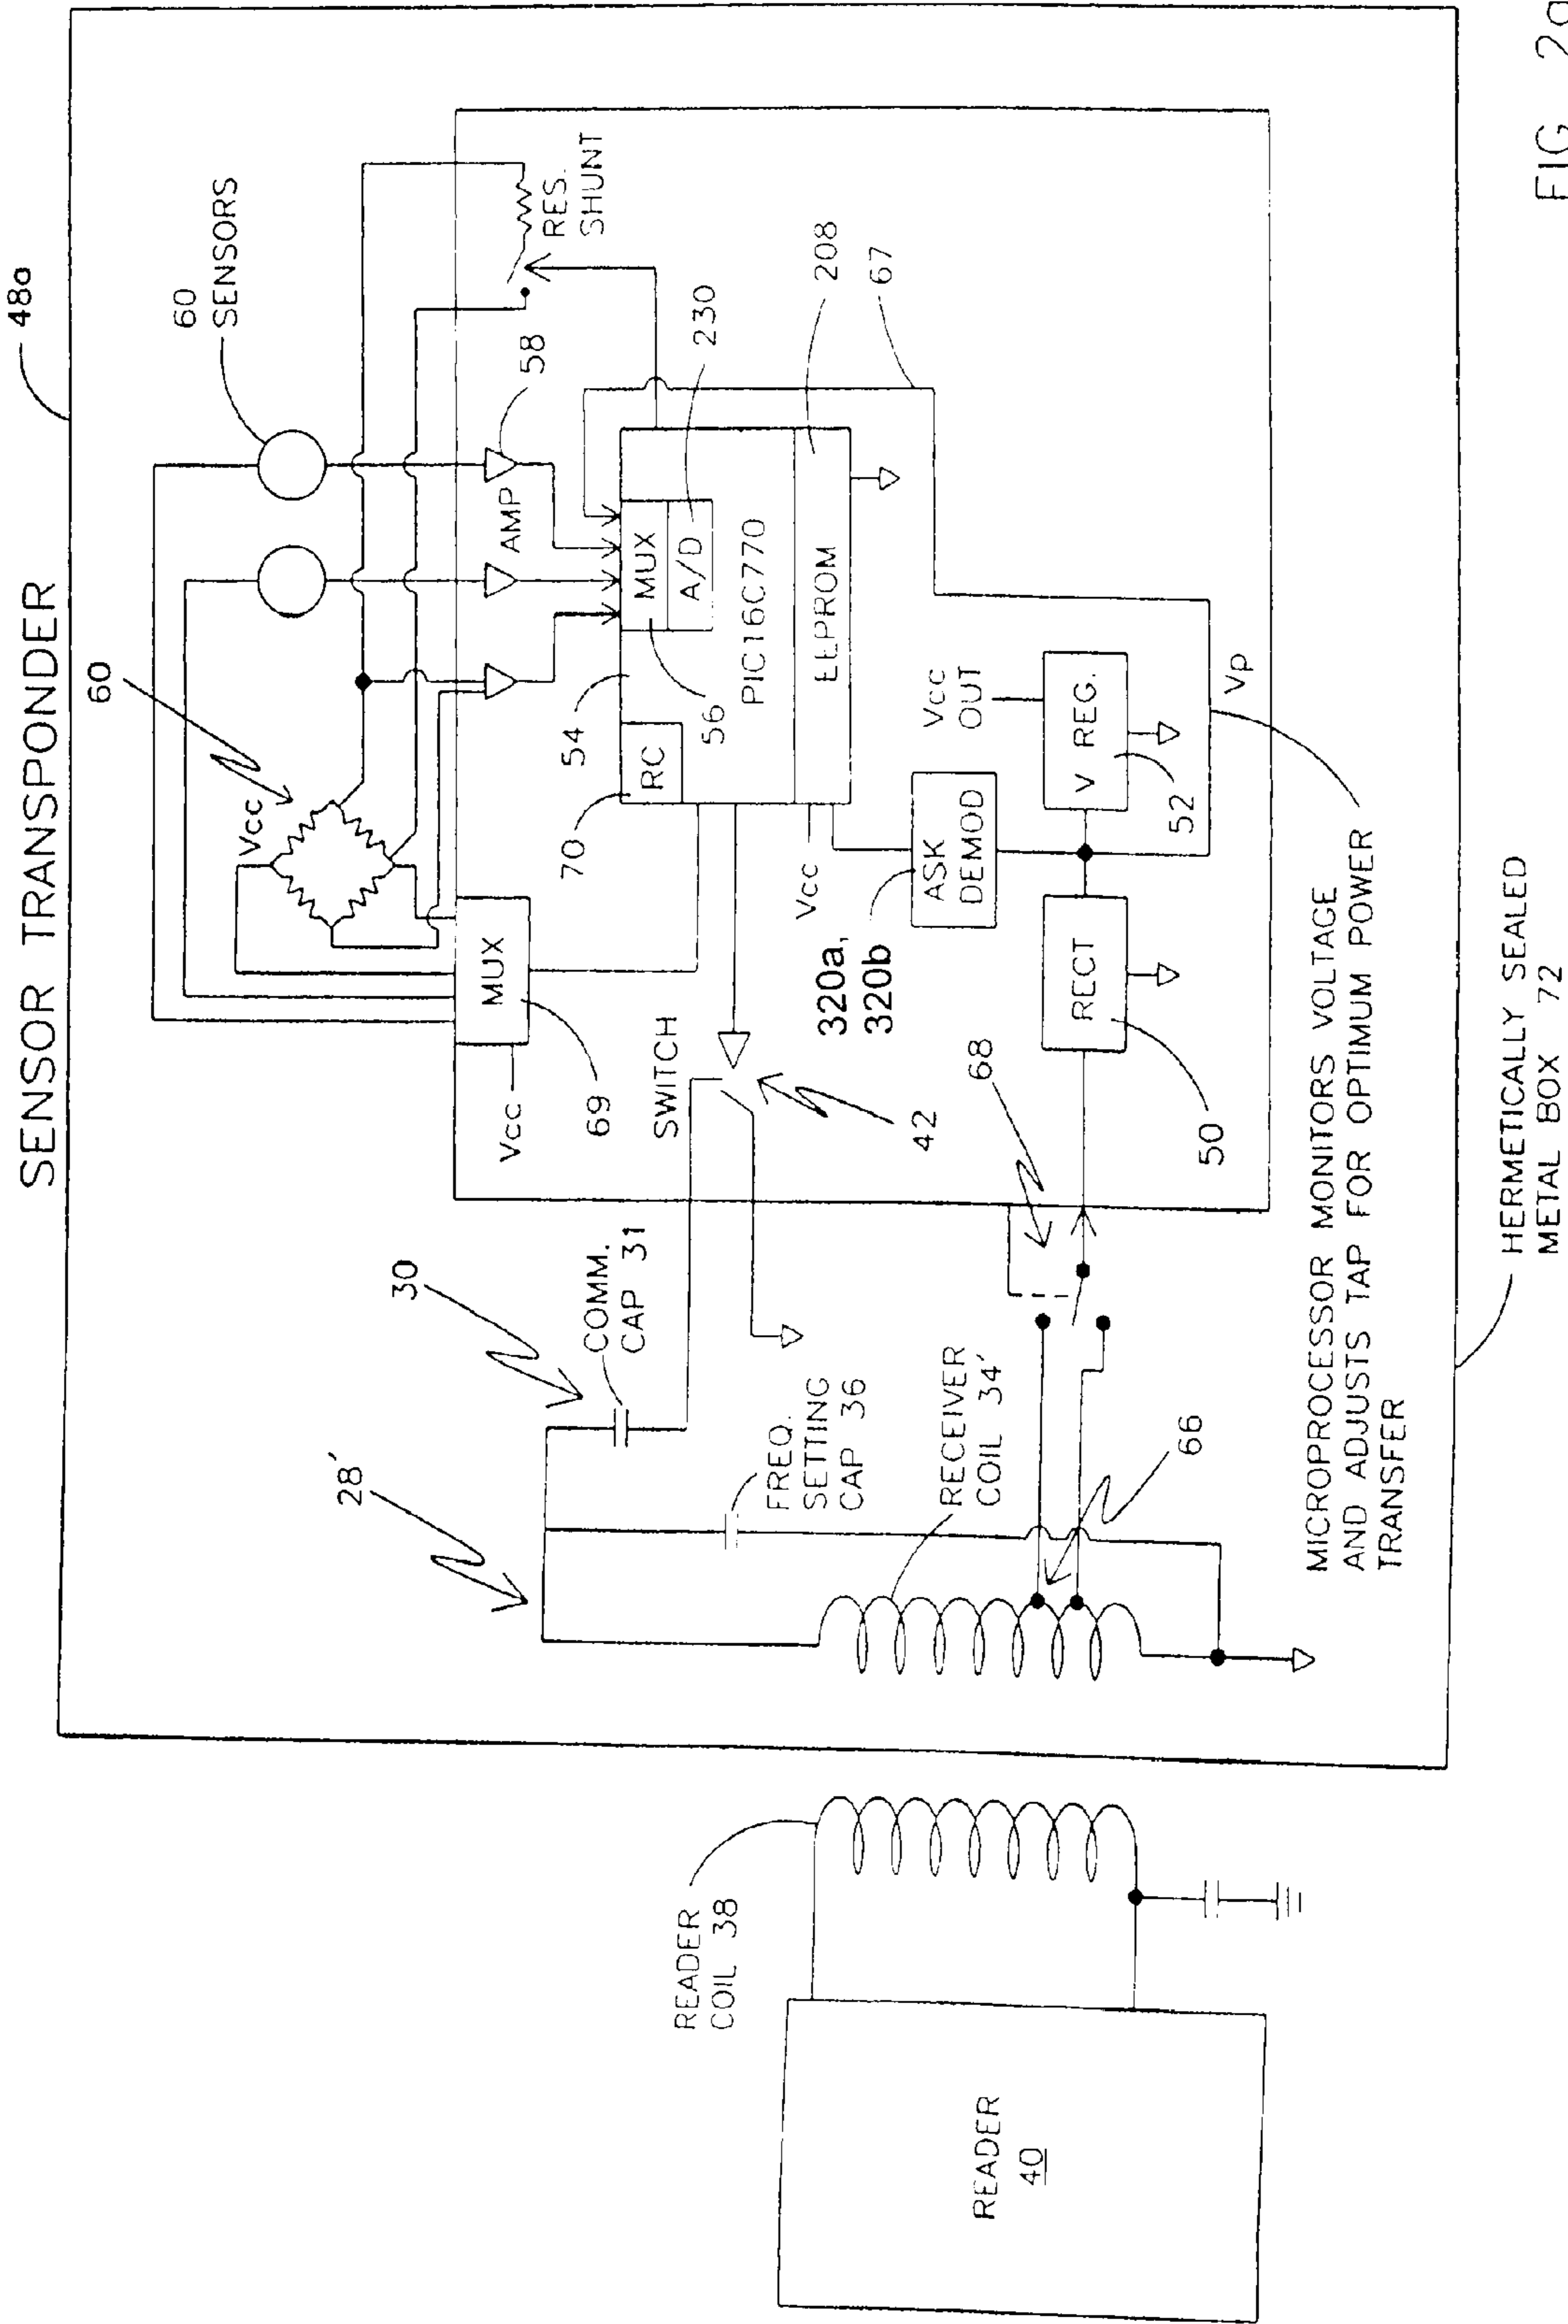 SENSOR TRANSPONDER
48a
60
SENSORS
60
Vcc
MUX
Vcc
69
AMP
58
RES.
SHUNT
SWITCH
42
70
RC
54
MUX
A/D
56
230
PIC16C770
EEPROM
208
67
Vcc
320a,
320b
ASK
DEMOD
Vcc
OUT
V REG.
52
Vp
RECT
50
68
30
COMM.
CAP 31
28'
FREQ.
SETTING
CAP 36
RECEIVER
COIL 34'
66
MICROPROCESSOR MONITORS VOLTAGE
AND ADJUSTS TAP FOR OPTIMUM POWER
TRANSFER
HERMETICALLY SEALED
METAL BOX 72
READER
COIL 38
READER
40
FIG. 2a